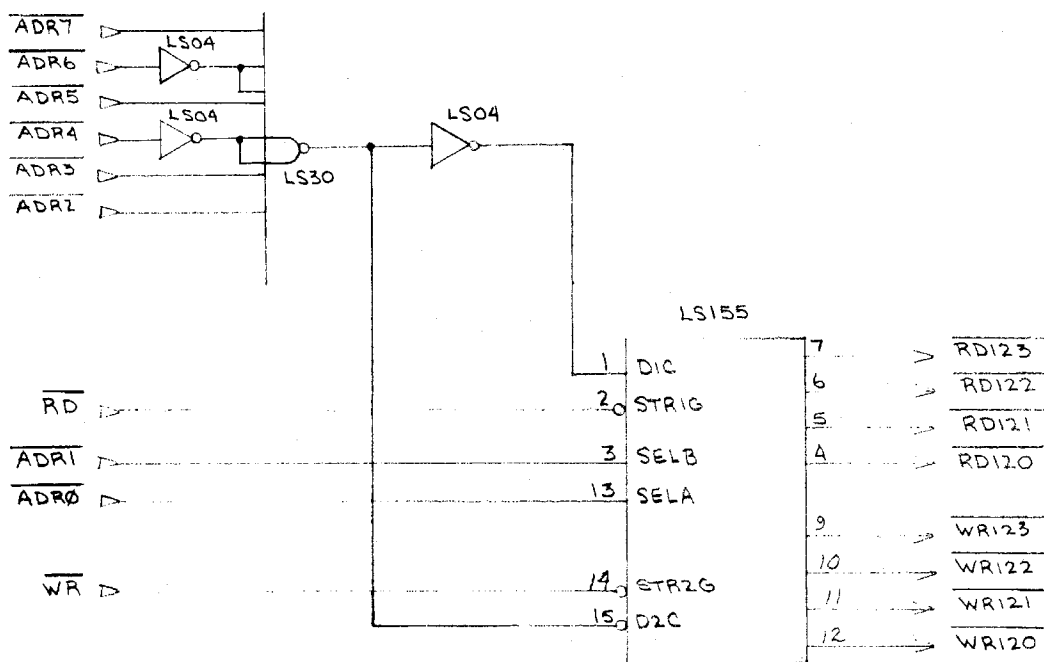 ADR7
LS04
ADR6
ADR5
LS04
ADR4
LS04
ADR3
LS30
ADR2
LS155
1 D1C
7 RD123
6 RD122
RD
2 STR1G
5 RD121
ADR1
3 SELB
4 RD120
ADRØ
13 SELA
9 WR123
10 WR122
WR
14 STR2G
11 WR121
15 D2C
12 WR120